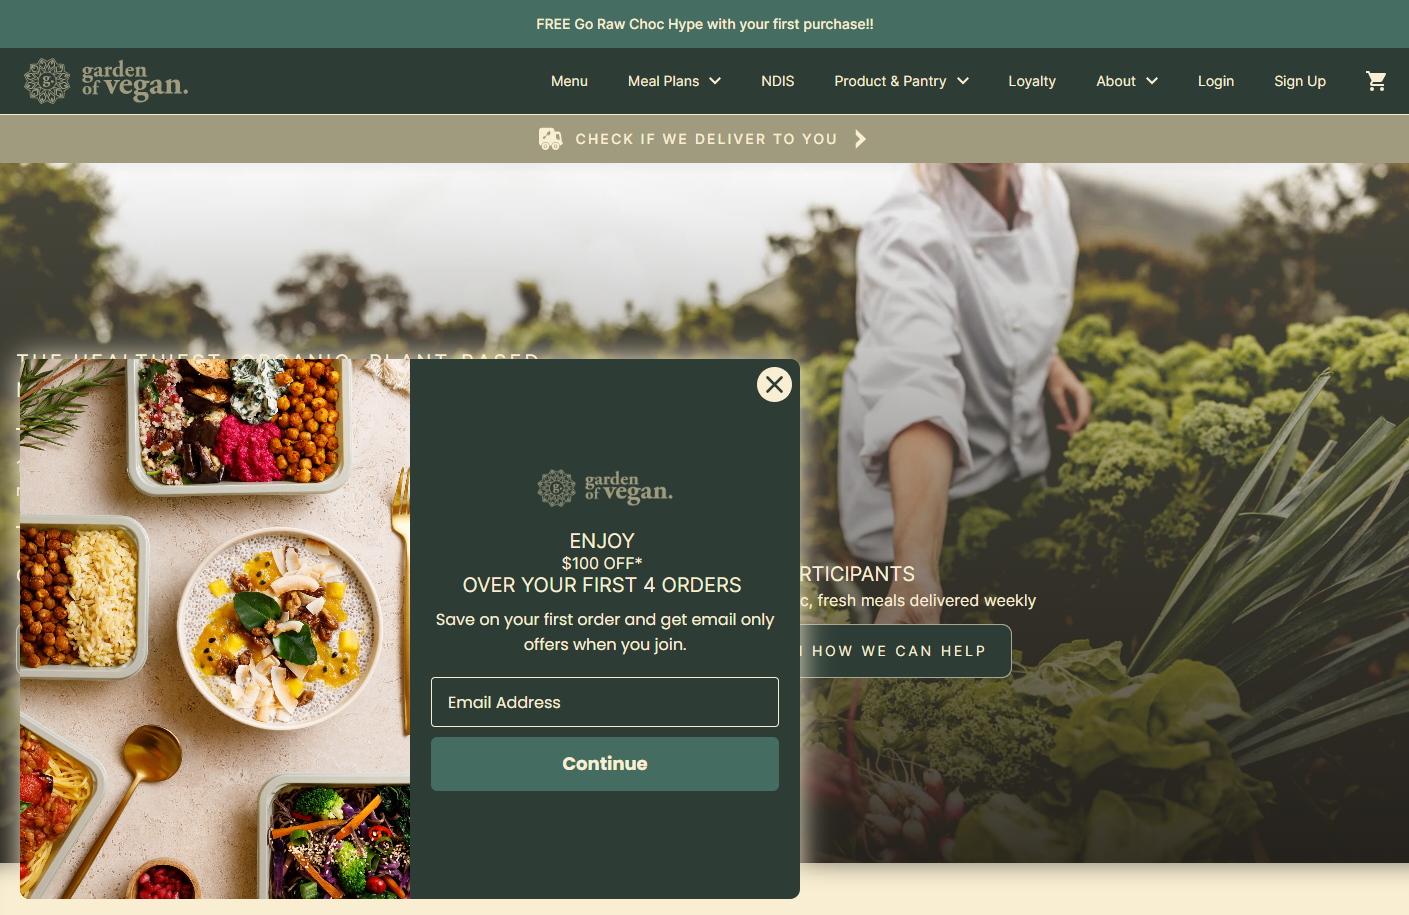 FREE Go Raw Choc Hype with your first purchase!!
garden
of vegan.
Menu
Meal Plans
NDIS
Product & Pantry
Loyalty
About
Login
Sign Up
CHECK IF WE DELIVER TO YOU
THE HEALTHIEST, ORGANIC, PLANT-BASED
garden
of vegan.
ENJOY
$100 OFF*
OVER YOUR FIRST 4 ORDERS
Save on your first order and get email only
offers when you join.
Email Address
Continue
RTICIPANTS
c, fresh meals delivered weekly
HOW WE CAN HELP